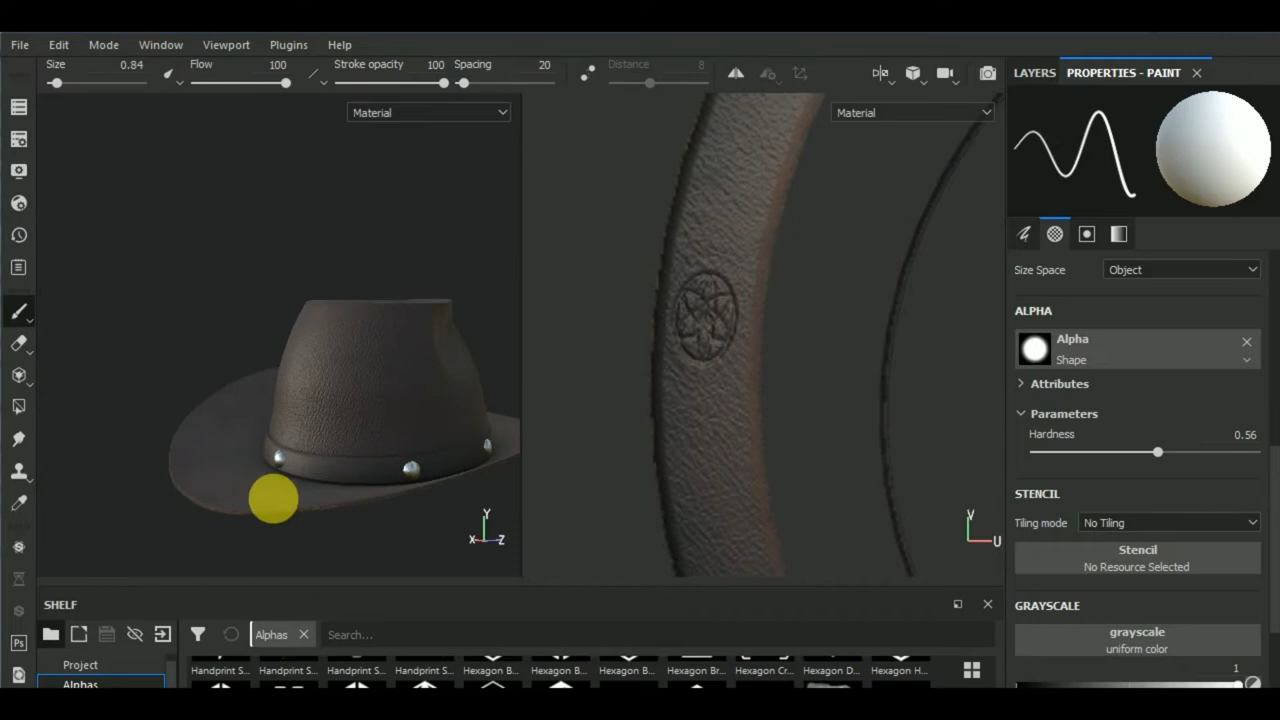 File Edit Mode Window Viewport Plugins Help
Size 0.84 Flow 100 Stroke opacity 100 Spacing 20 Distance 8
LAYERS PROPERTIES - PAINT
Material Material
Size Space Object
ALPHA
Alpha
Shape
Attributes
Parameters
Hardness 0.56
STENCIL
Tiling mode No Tiling
Stencil
No Resource Selected
GRAYSCALE
grayscale
uniform color
1
Y
X Z
V
U
SHELF
Alphas Search...
Project
Alphas
Handprint S... Handprint S... Handprint S... Handprint S... Hexagon B... Hexagon B... Hexagon B... Hexagon Br... Hexagon Cr... Hexagon D... Hexagon H...
Ps